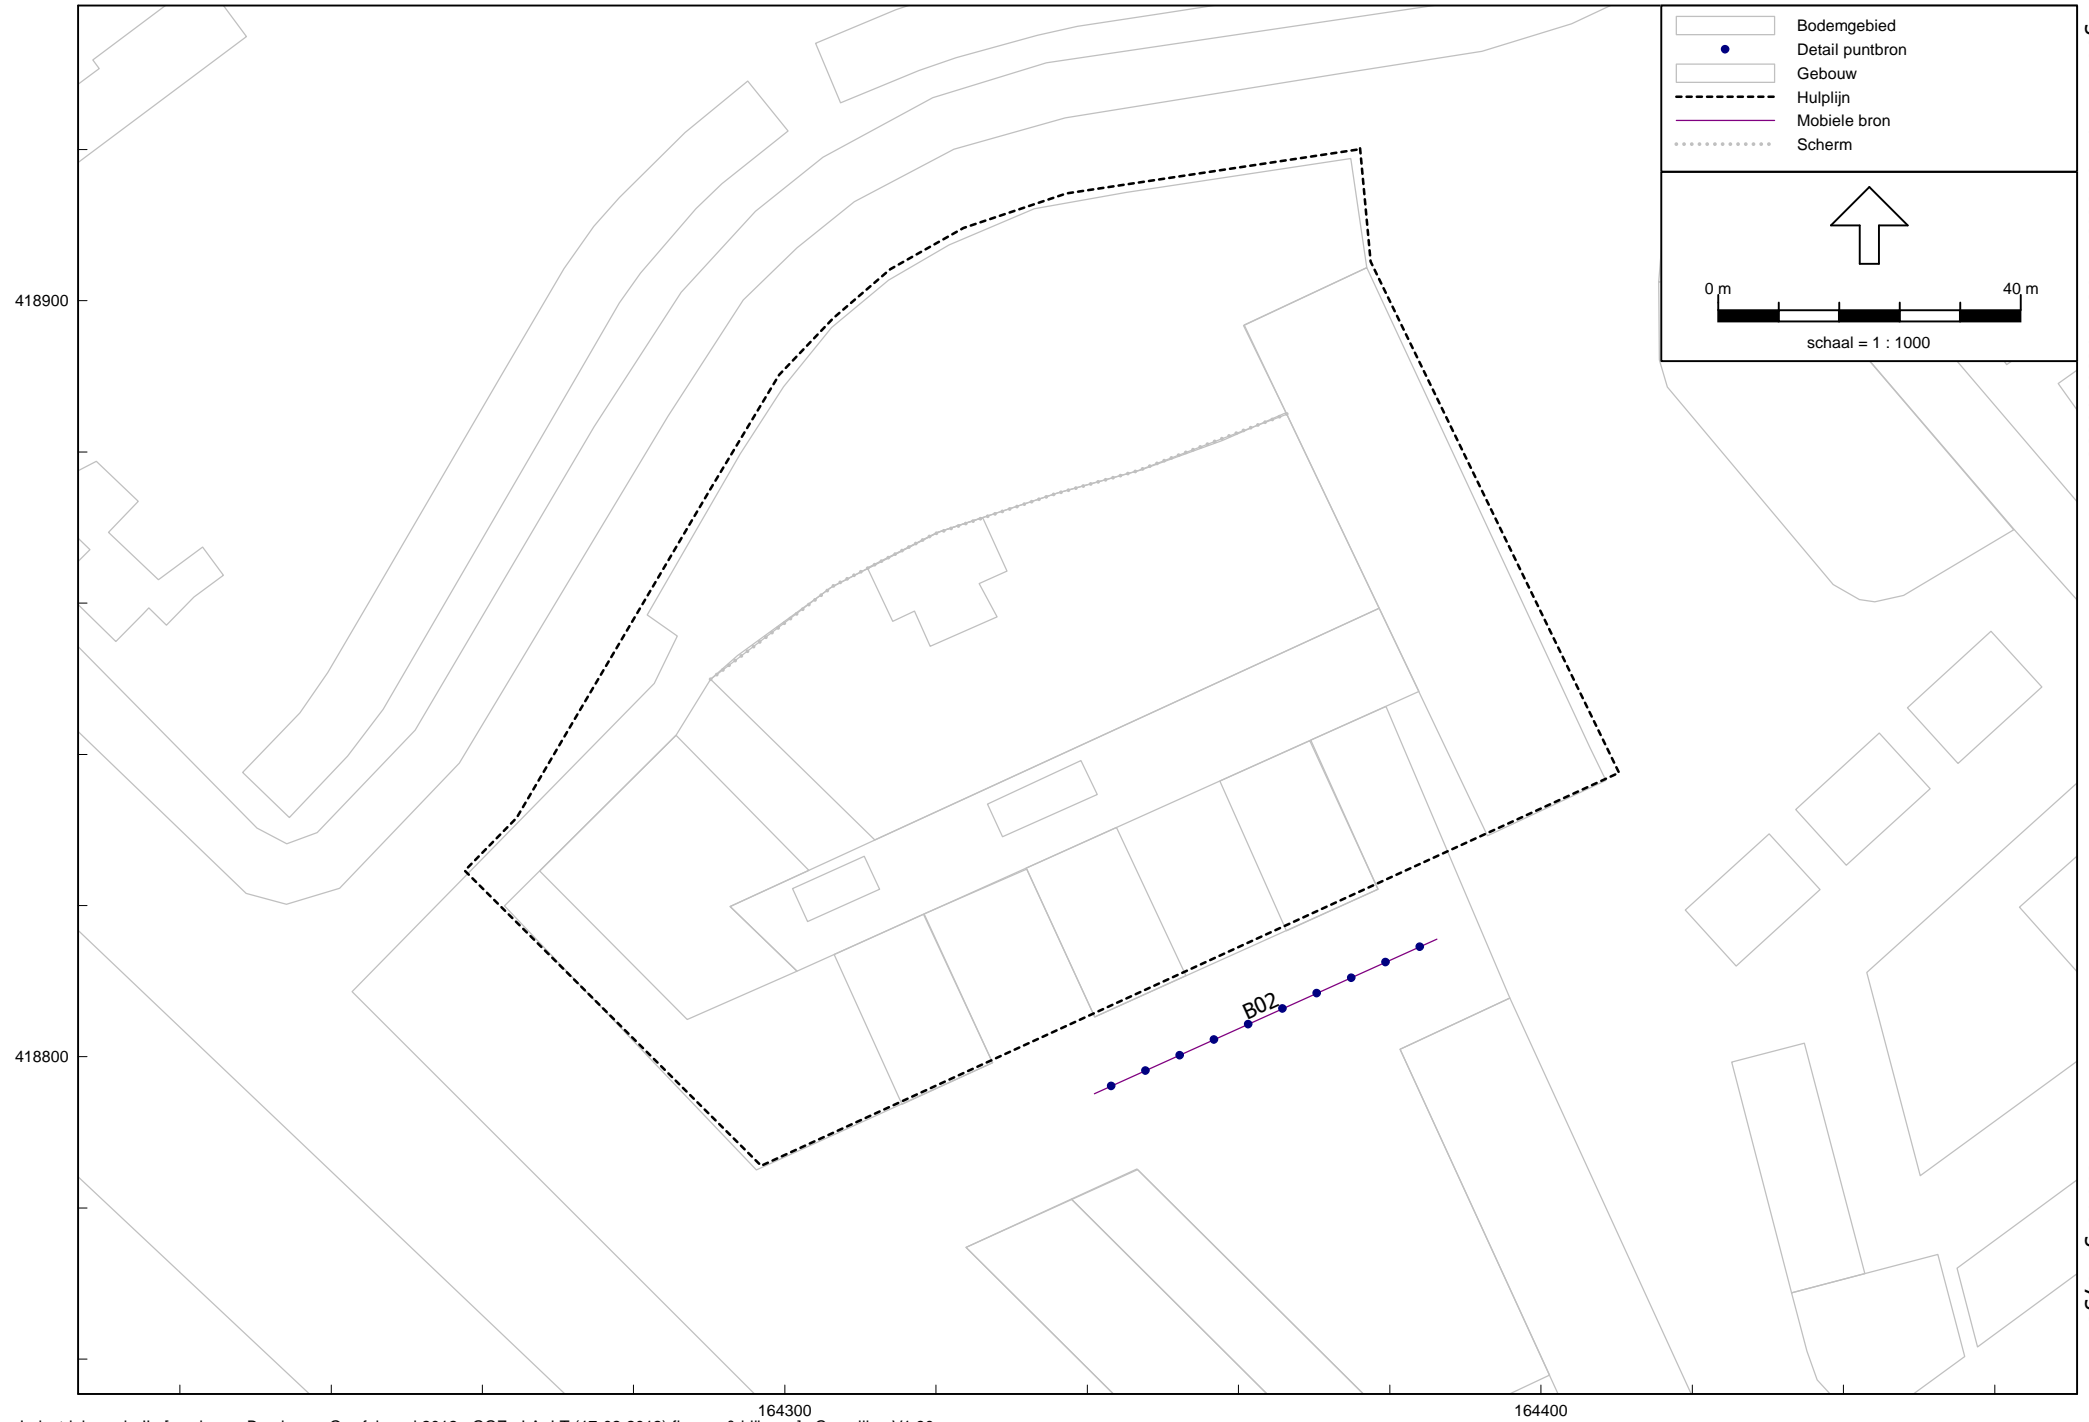 Bodemgebied
Detail puntbron
Gebouw
Hulplijn
Mobiele bron
Scherm
0 m 40 m
schaal = 1 : 1000
418900
B02
418800
164300 164400